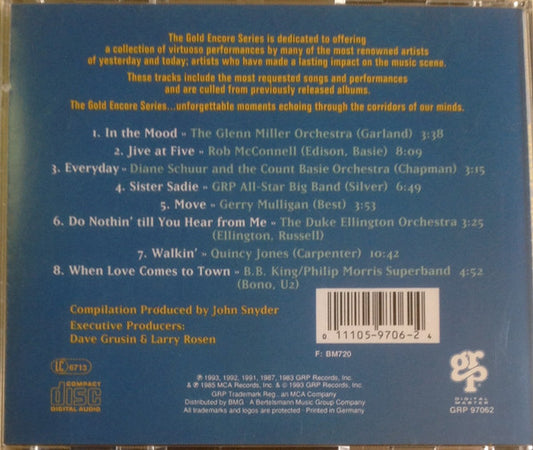 The Gold Encore Series is dedicated to offering
a collection of virtuoso performances by many of the most renowned artists
of yesterday and today; artists who have made a lasting impact on the music scene.
These tracks include the most requested songs and performances
and are culled from previously released albums.
The Gold Encore Series...unforgettable moments echoing through the corridors of our minds.
1. In the Mood » The Glenn Miller Orchestra (Garland) 3:38
2. Jive at Five » Rob McConnell (Edison, Basie) 8:09
3. Everyday » Diane Schuur and the Count Basie Orchestra (Chapman) 3:15
4. Sister Sadie » GRP All-Star Big Band (Silver) 6:49
5. Move » Gerry Mulligan (Best) 3:53
6. Do Nothin' till You Hear from Me » The Duke Ellington Orchestra 3:25
(Ellington, Russell)
7. Walkin' » Quincy Jones (Carpenter) 10:42
8. When Love Comes to Town » B.B. King/Philip Morris Superband 4:52
(Bono, U2)
Compilation Produced by John Snyder
Executive Producers:
Dave Grusin & Larry Rosen
0 11105-9706-2 4
F: BM720
LC 6713
COMPACT
disc
DIGITAL AUDIO
℗ 1993, 1992, 1991, 1987, 1983 GRP Records, Inc.
& ℗ 1985 MCA Records, Inc. & © 1993 GRP Records, Inc.
GRP Trademark Reg., an MCA Company
Distributed by BMG · A Bertelsmann Music Group Company
All trademarks and logos are protected · Printed in Germany
grp
DIGITAL
MASTER
GRP 97062